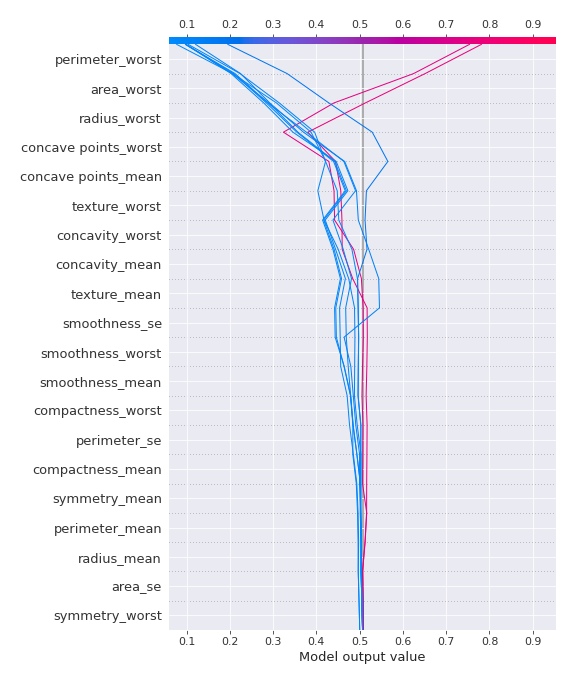 0.1 0.2 0.3 0.4 0.5 0.6 0.7 0.8 0.9
perimeter_worst
area_worst
radius_worst
concave points_worst
concave points_mean
texture_worst
concavity_worst
concavity_mean
texture_mean
smoothness_se
smoothness_worst
smoothness_mean
compactness_worst
perimeter_se
compactness_mean
symmetry_mean
perimeter_mean
radius_mean
area_se
symmetry_worst
0.1 0.2 0.3 0.4 0.5 0.6 0.7 0.8 0.9
Model output value